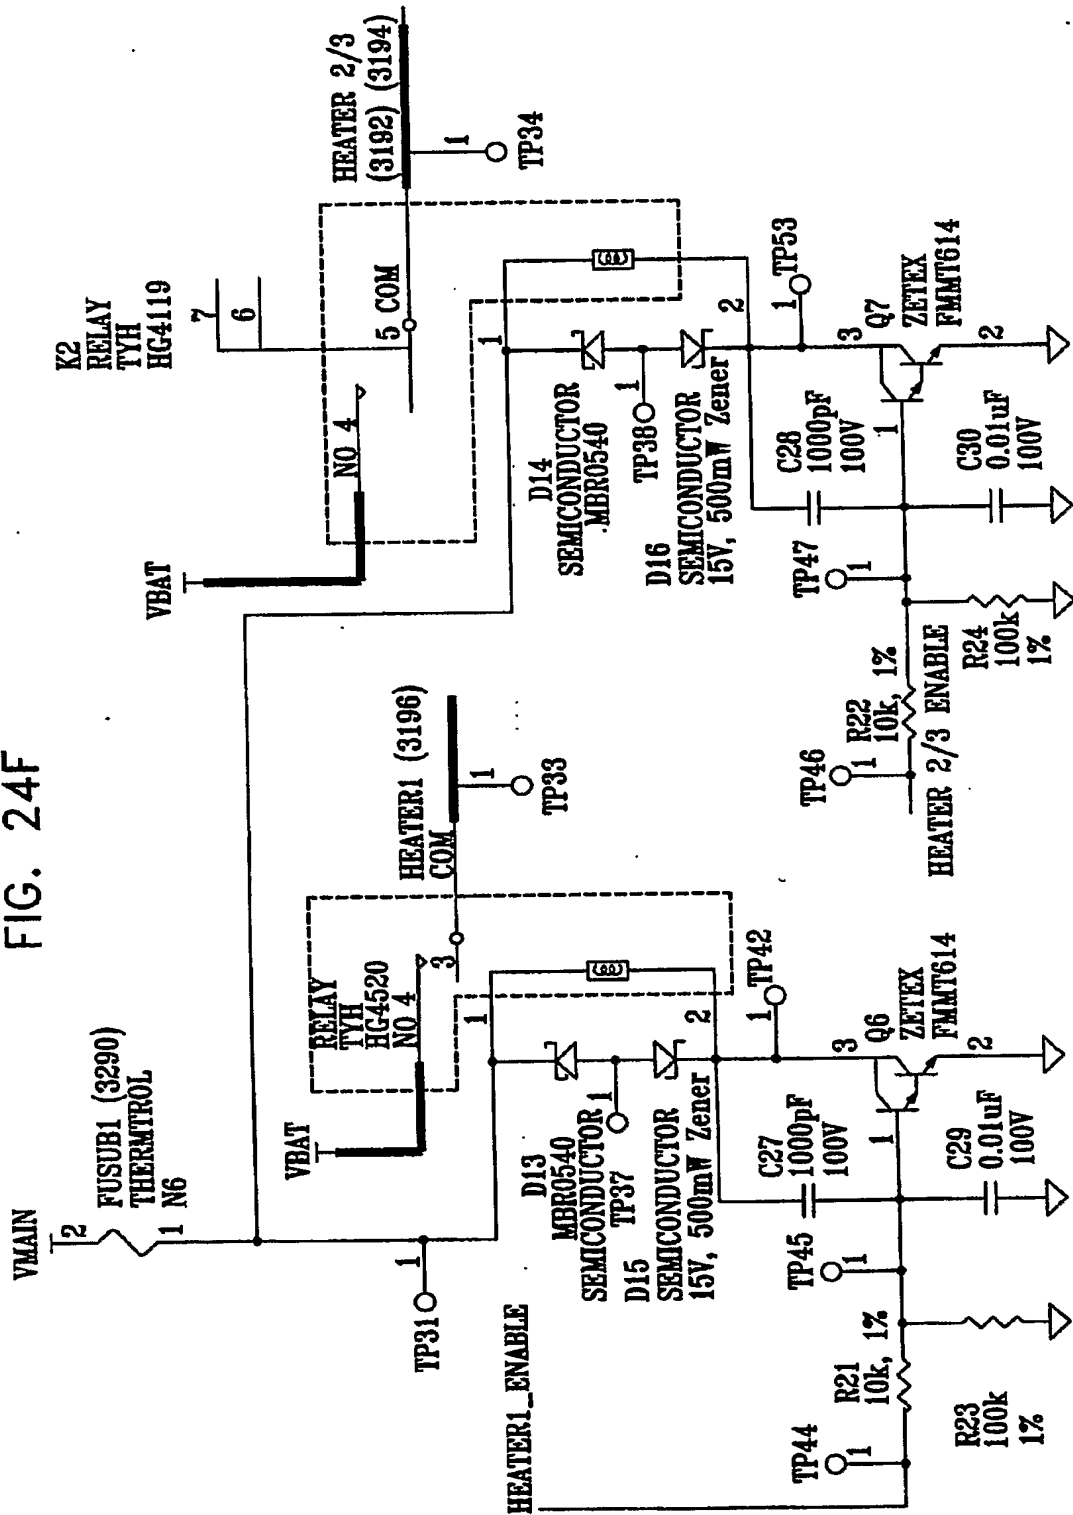 FIG. 24F
VMAIN
2
FUSUB1 (3290)
THERMTROL
N6
1
TP31
1
VBAT
RELAY
TYH
HG4520
NO 4
3
HEATER1 (3196)
COM
1
TP33
1
D13
MBR0540
SEMICONDUCTOR
TP37
1
D15
SEMICONDUCTOR
15V, 500mW Zener
2
1
TP42
HEATER1_ENABLE
TP44
1
R21
10k, 1%
R23
100k
1%
TP45
1
C27
1000pF
100V
C29
0.01uF
100V
1
3
Q6
ZETEX
FMMT614
2
VBAT
K2
RELAY
TYH
HG4119
7
6
NO 4
5 COM
HEATER 2/3
(3192) (3194)
1
TP34
1
D14
SEMICONDUCTOR
.MBR0540
TP38
1
D16
SEMICONDUCTOR
15V, 500mW Zener
2
1
TP53
TP46
1
R22
10k, 1%
HEATER 2/3 ENABLE
R24
100k
1%
TP47
1
C28
1000pF
100V
C30
0.01uF
100V
1
3
Q7
ZETEX
FMMT614
2